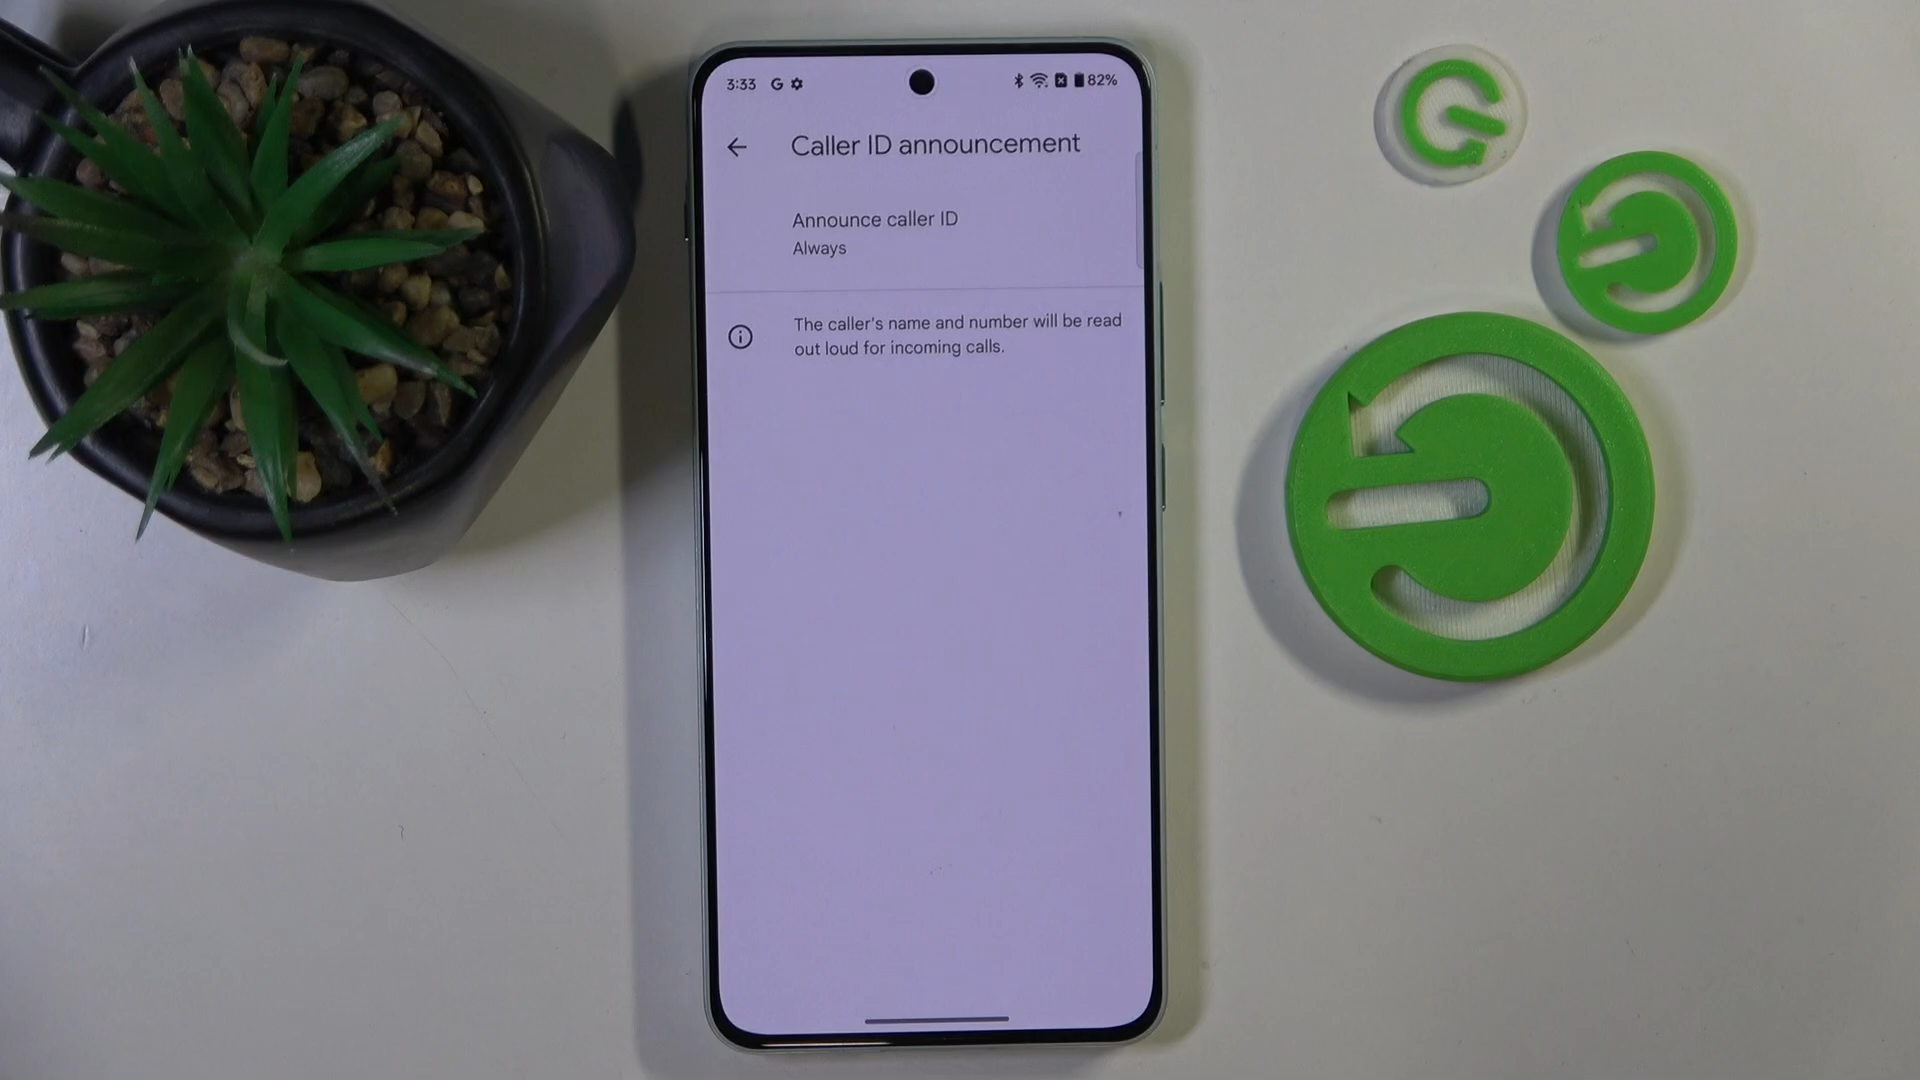 3:33 G 82%
Caller ID announcement
Announce caller ID
Always
The caller's name and number will be read
out loud for incoming calls.